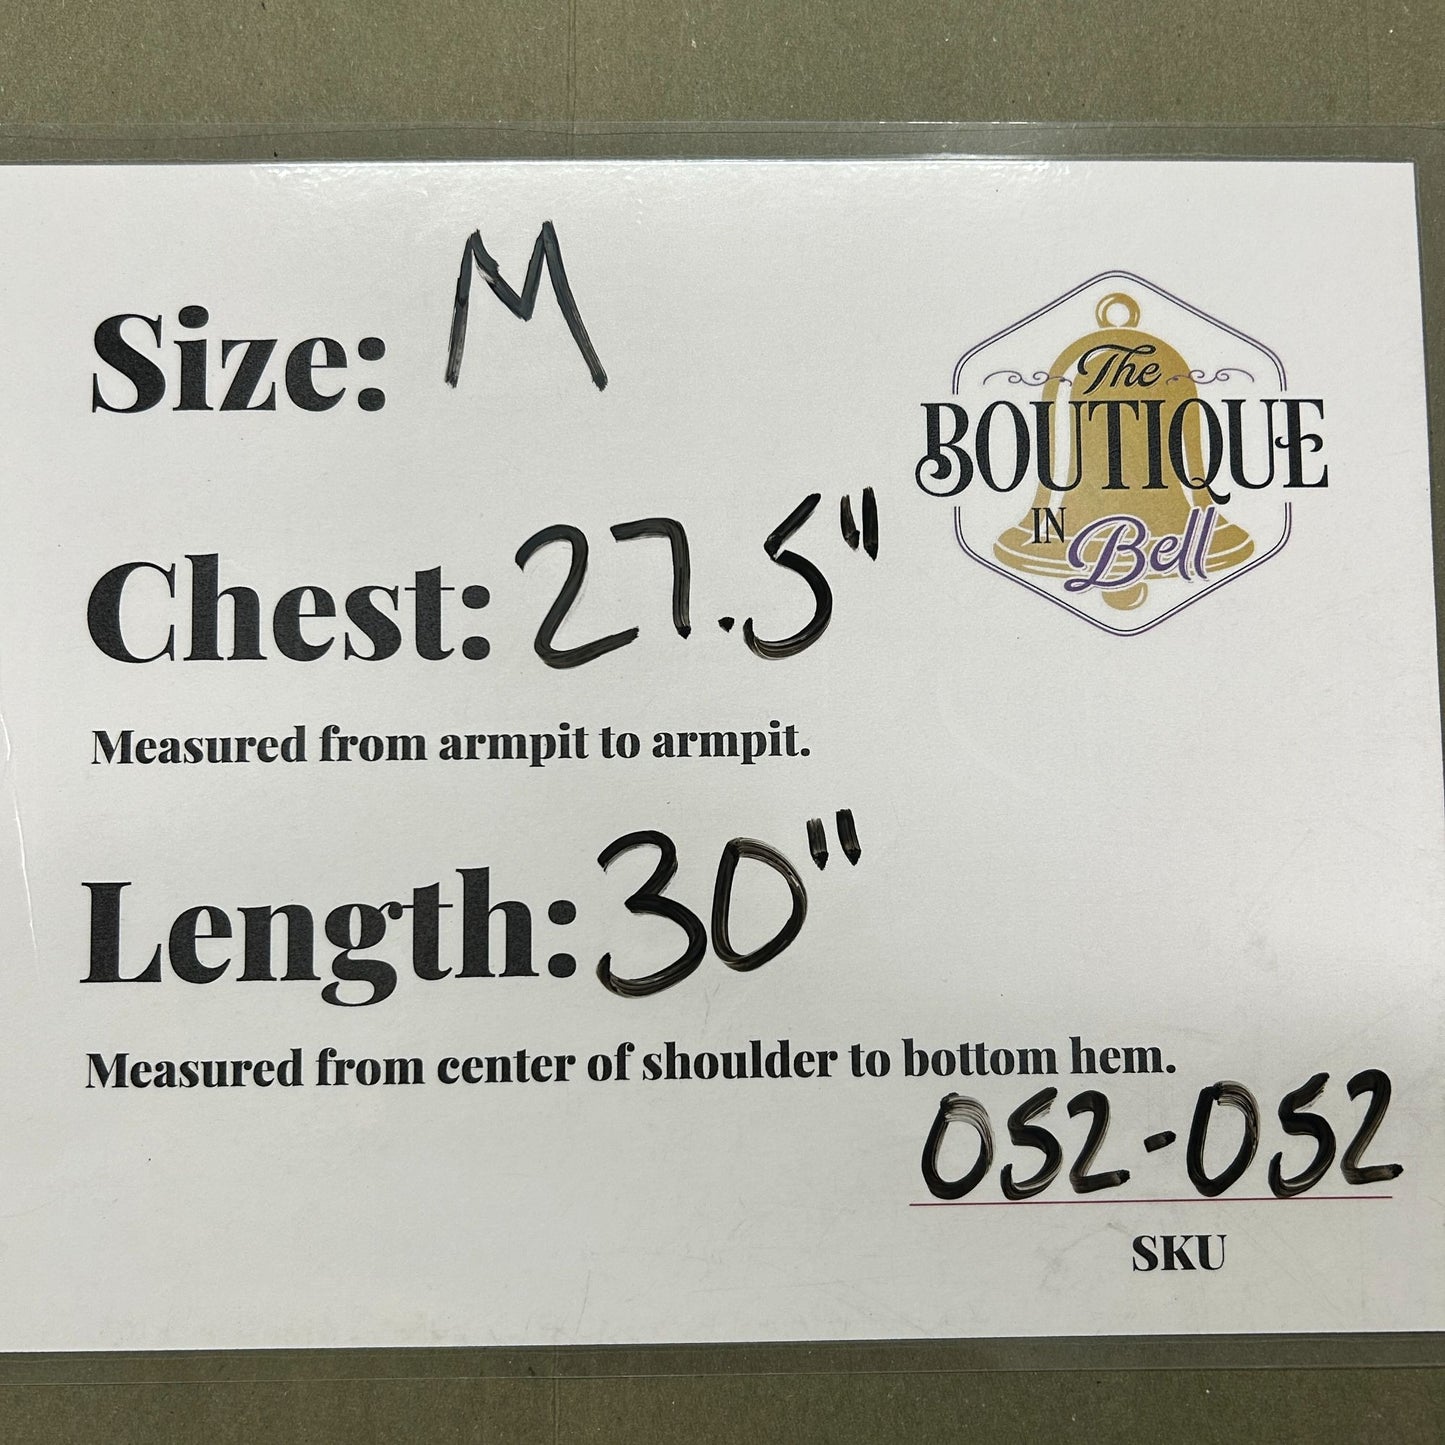 Size: M
The
BOUTIQUE
IN Bell
Chest: 27.5"
Measured from armpit to armpit.
Length: 30"
Measured from center of shoulder to bottom hem.
052-052
SKU